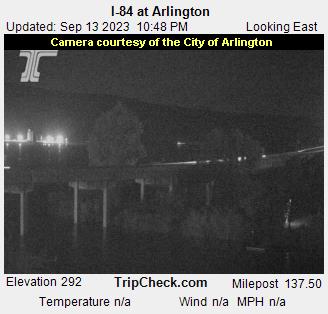 I-84 at Arlington
Updated: Sep 13 2023 10:48 PM Looking East
Camera courtesy of the City of Arlington
Elevation 292 TripCheck.com Milepost 137.50
Temperature n/a Wind n/a MPH n/a